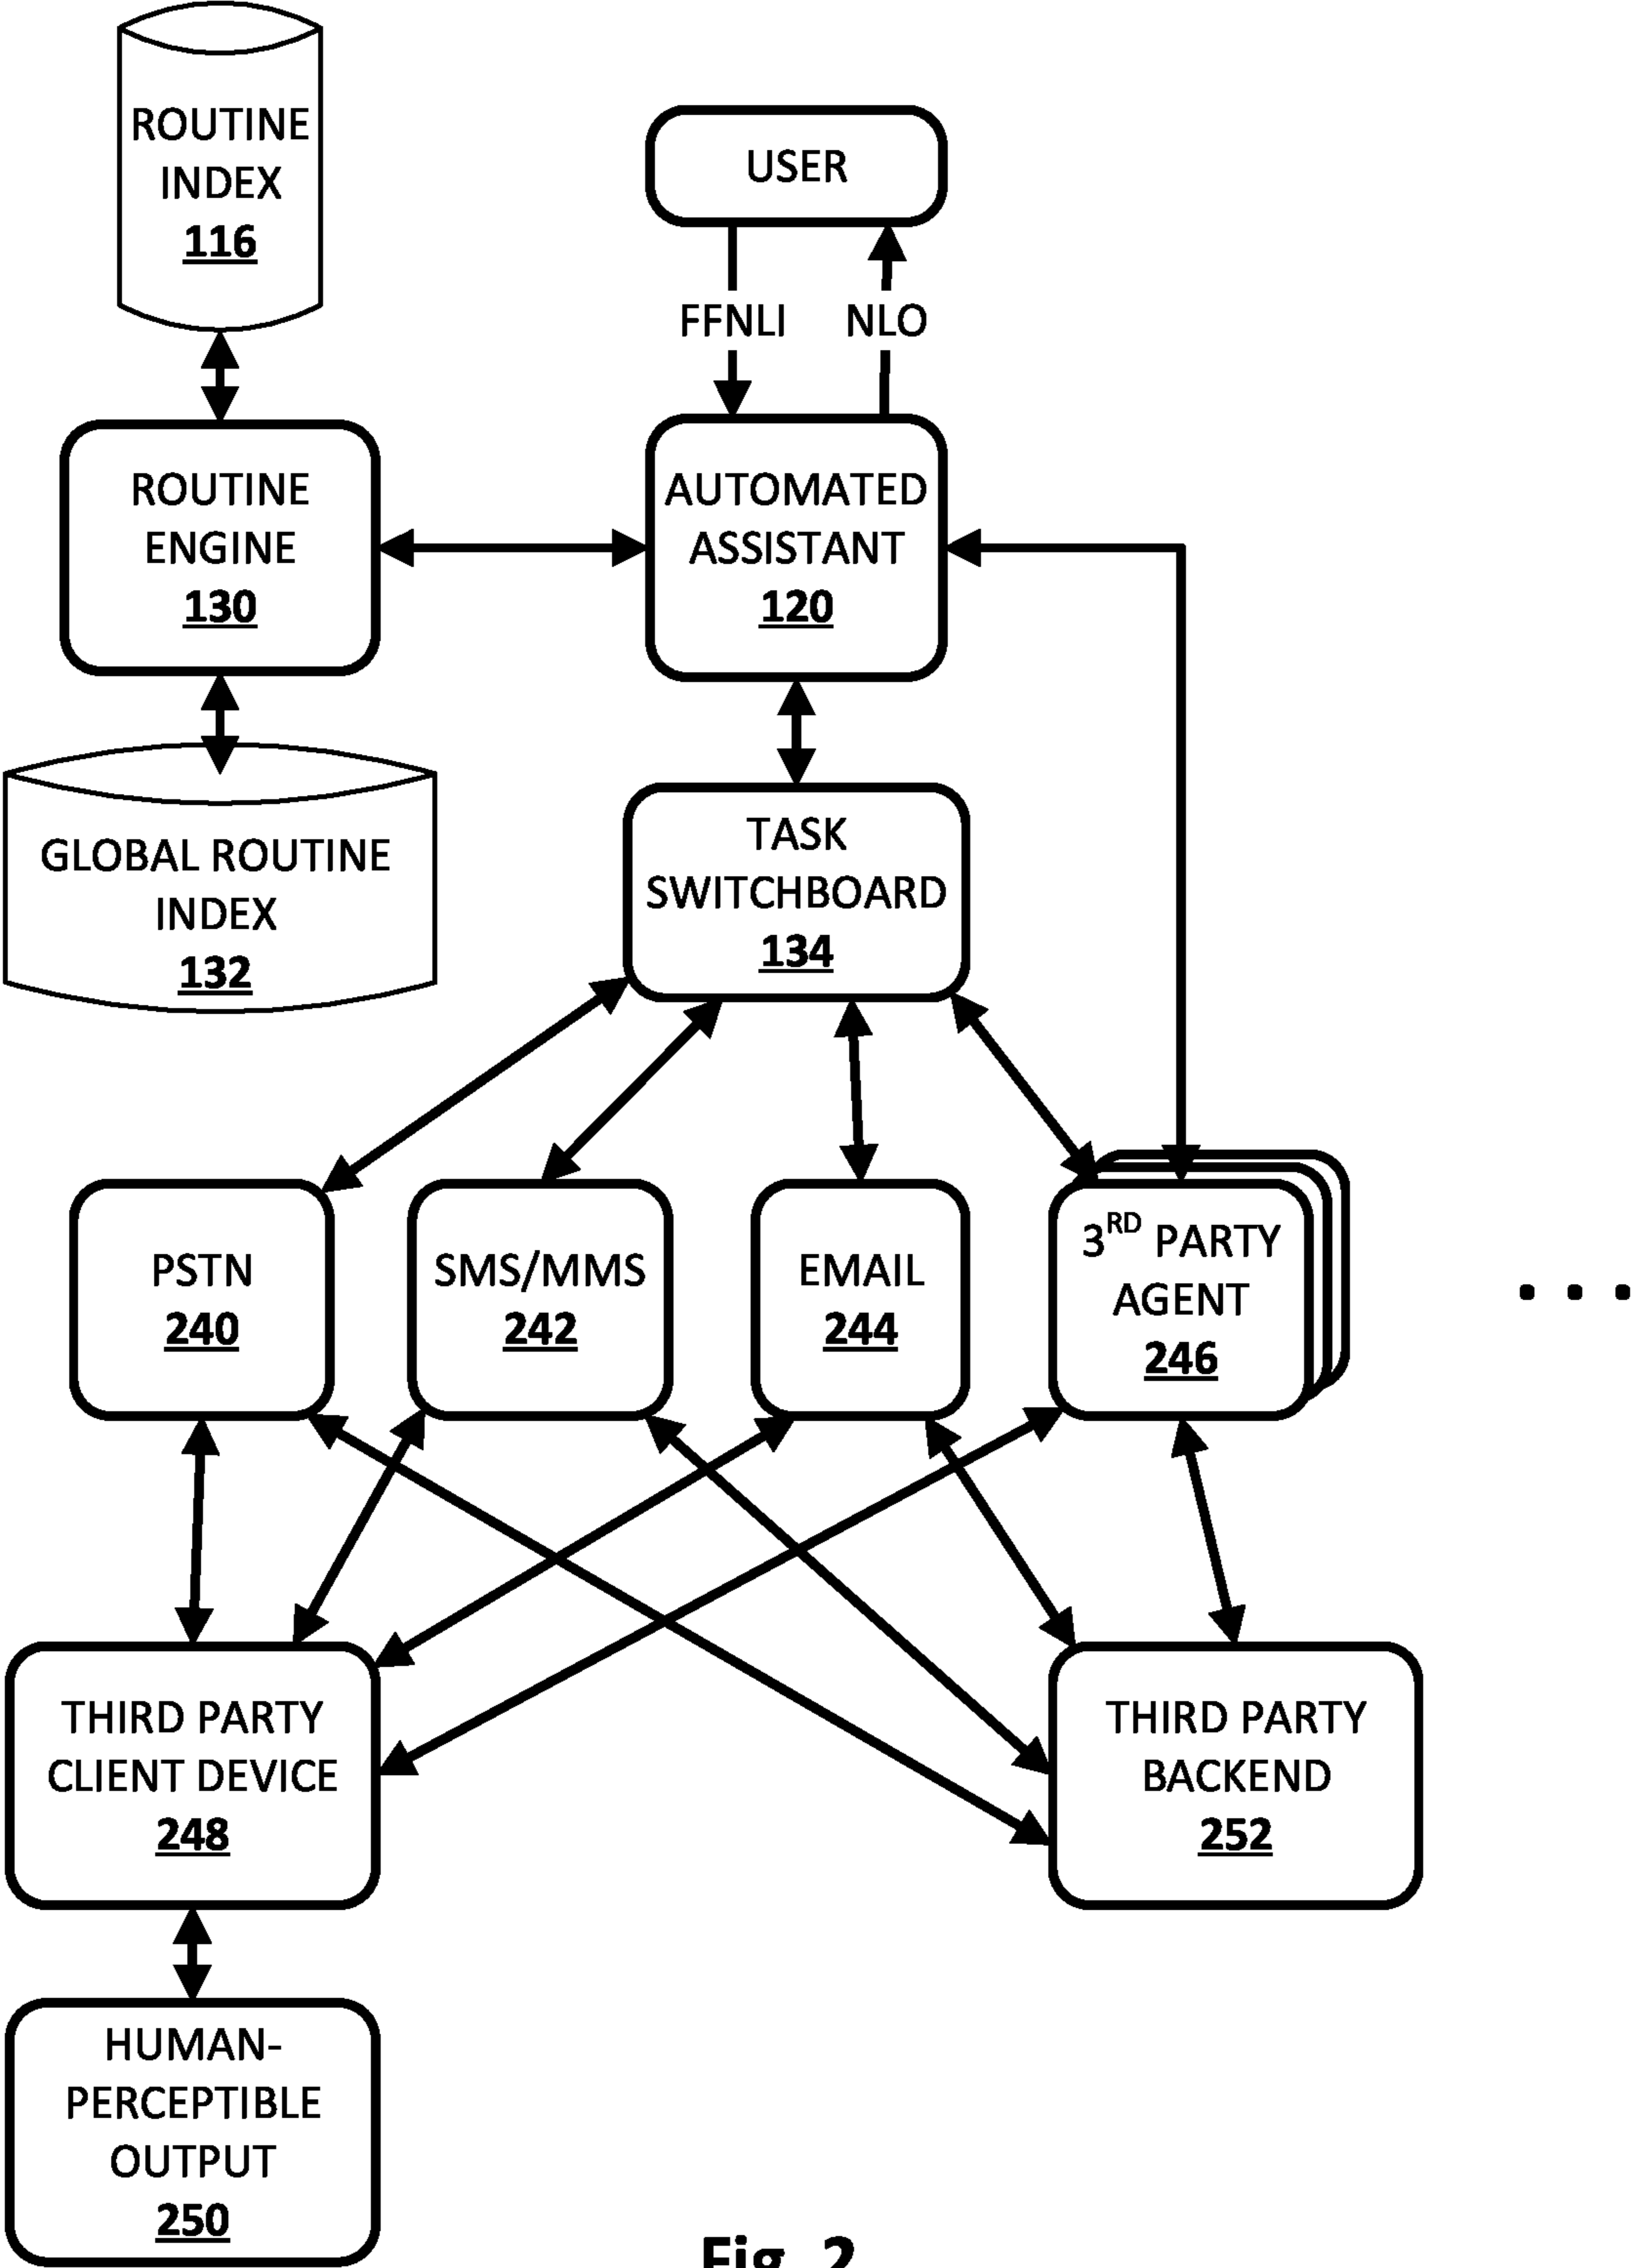 ROUTINE
INDEX
116
USER
FFNLI
NLO
ROUTINE
ENGINE
130
AUTOMATED
ASSISTANT
120
GLOBAL ROUTINE
INDEX
132
TASK
SWITCHBOARD
134
PSTN
240
SMS/MMS
242
EMAIL
244
3RD PARTY
AGENT
246
. . .
THIRD PARTY
CLIENT DEVICE
248
THIRD PARTY
BACKEND
252
HUMAN-
PERCEPTIBLE
OUTPUT
250
Fig. 2